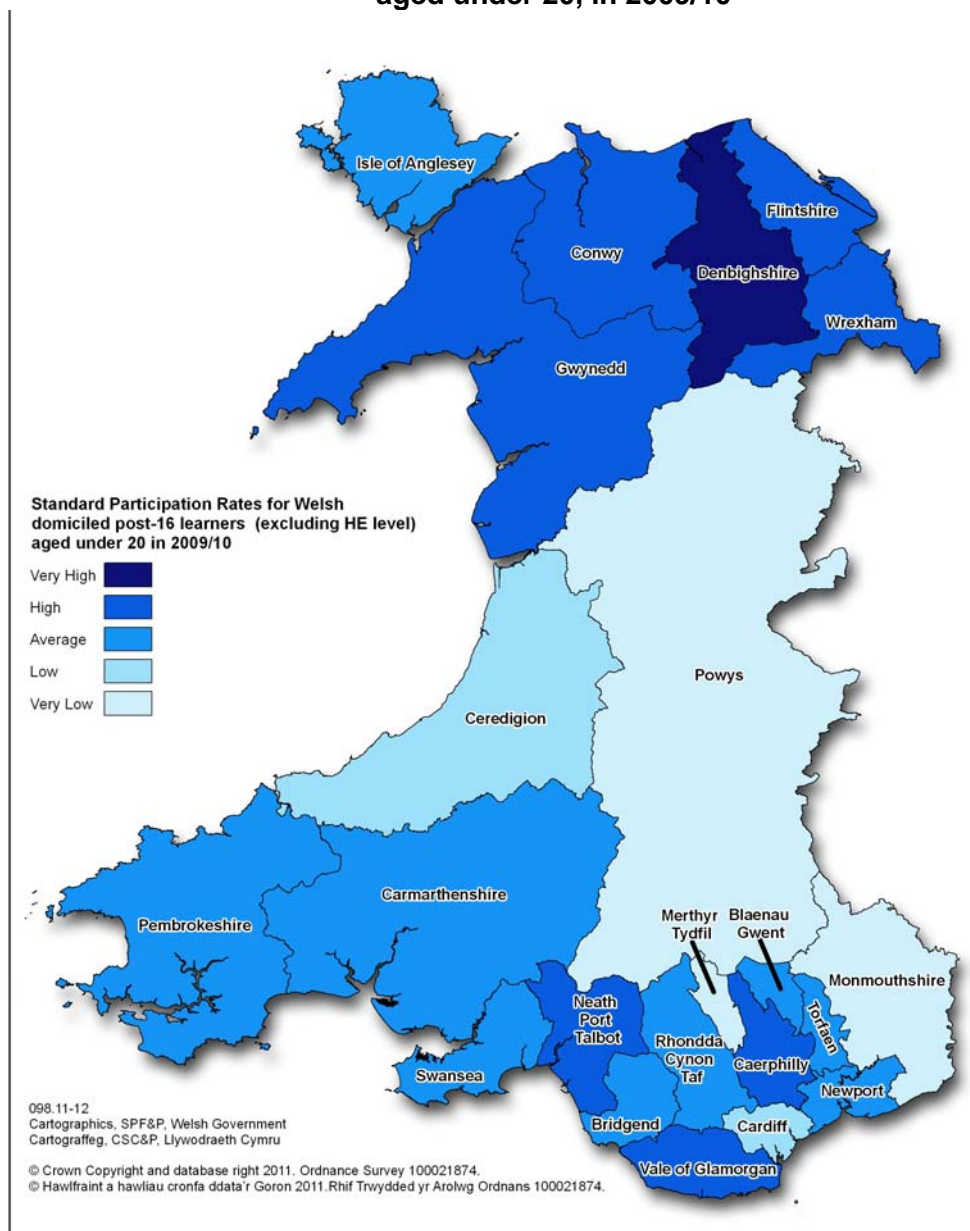 aged under 20, in 2009/10
Isle of Anglesey
Flintshire
Conwy
Denbighshire
Wrexham
Gwynedd
Standard Participation Rates for Welsh
domiciled post-16 learners (excluding HE level)
aged under 20 in 2009/10
Very High
High
Average
Low
Very Low
Powys
Ceredigion
Carmarthenshire
Pembrokeshire
Merthyr
Tydfil
Blaenau
Gwent
Monmouthshire
Neath
Port
Talbot
Torfaen
Rhondda
Cynon
Taf
Caerphilly
Swansea
Newport
Bridgend
Cardiff
Vale of Glamorgan
098.11-12
Cartographics, SPF&P, Welsh Government
Cartograffeg, CSC&P, Llywodraeth Cymru
© Crown Copyright and database right 2011. Ordnance Survey 100021874.
© Hawlfraint a hawliau cronfa ddata'r Goron 2011.Rhif Trwydded yr Arolwg Ordnans 100021874.